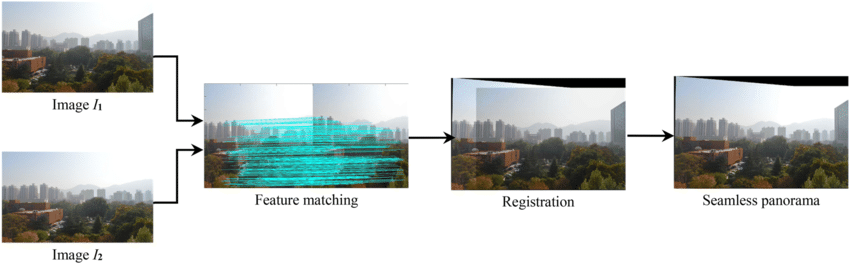 Image I1
Image I2
Feature matching
Registration
Seamless panorama